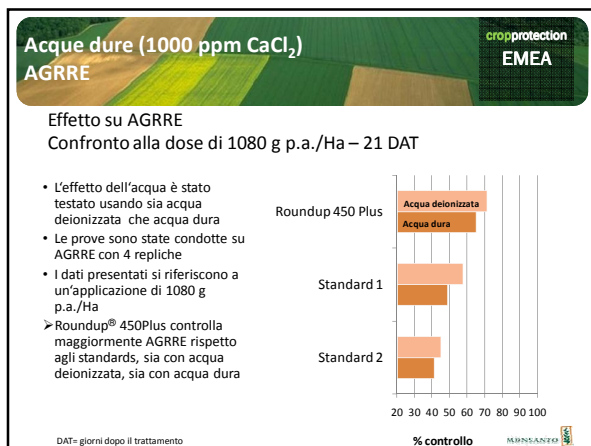 Acque dure (1000 ppm CaCl2)
AGRRE
cropprotection
EMEA
Effetto su AGRRE
Confronto alla dose di 1080 g p.a./Ha – 21 DAT
• L'effetto dell'acqua è stato
testato usando sia acqua
deionizzata che acqua dura
• Le prove sono state condotte su
AGRRE con 4 repliche
• I dati presentati si riferiscono a
un'applicazione di 1080 g
p.a./Ha
➢Roundup® 450Plus controlla
maggiormente AGRRE rispetto
agli standards, sia con acqua
deionizzata, sia con acqua dura
Roundup 450 Plus
Acqua deionizzata
Acqua dura
Standard 1
Standard 2
20 30 40 50 60 70 80 90 100
% controllo
DAT= giorni dopo il trattamento
MONSANTO